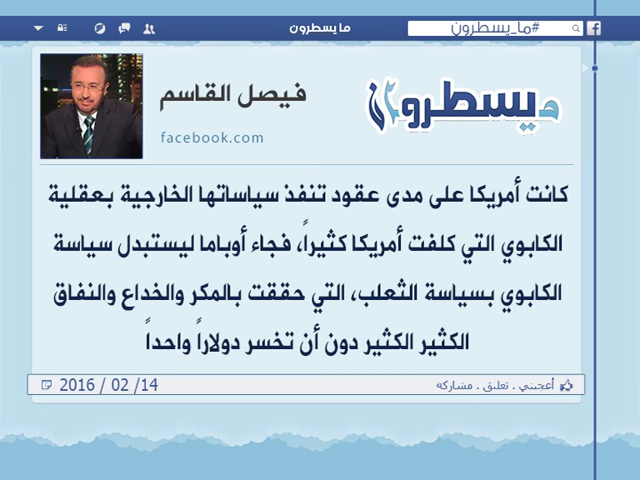 ما يسطرون
#ما_يسطرون
ما يسطرون
فيصل القاسم
facebook.com
كانت أمريكا على مدى عقود تنفذ سياساتها الخارجية بعقلية
الكابوي التي كلفت أمريكا كثيراً، فجاء أوباما ليستبدل سياسة
الكابوي بسياسة الثعلب، التي حققت بالمكر والخداع والنفاق
الكثير الكثير دون أن تخسر دولاراً واحداً
أعجبني . تعليق . مشاركة
14/ 02 / 2016